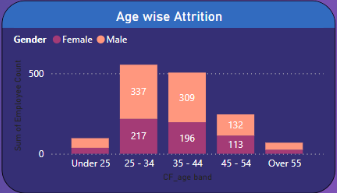 Age wise Attrition
Gender Female Male
Sum of Employee Count
500
0
337
217
309
196
132
113
Under 25 25 - 34 35 - 44 45 - 54 Over 55
CF_age band